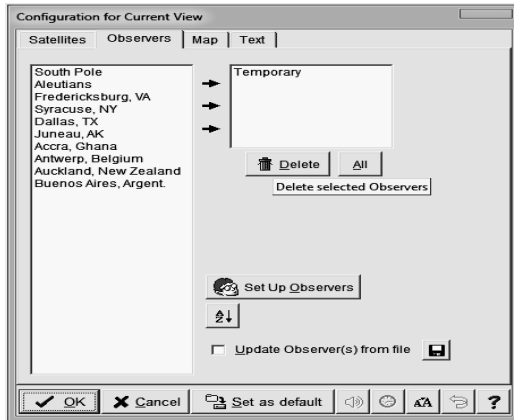 Configuration for Current View
Satellites Observers Map Text
South Pole
Aleutians
Fredericksburg, VA
Syracuse, NY
Dallas, TX
Juneau, AK
Accra, Ghana
Antwerp, Belgium
Auckland, New Zealand
Buenos Aires, Argent.
Temporary
Delete All
Delete selected Observers
Set Up Observers
AZ
Update Observer(s) from file
OK Cancel Set as default AA ?